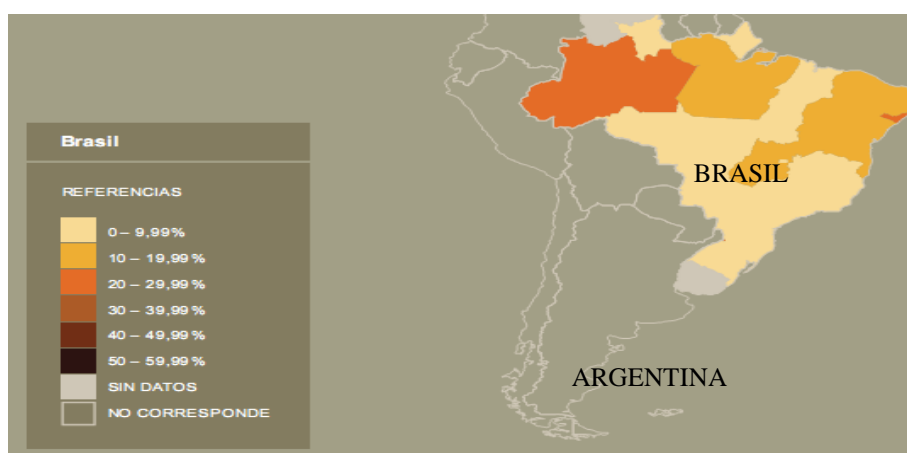 Brasil
REFERENCIAS
0 – 9,99%
10 – 19,99%
20 – 29,99%
30 – 39,99%
40 – 49,99%
50 – 59,99%
SIN DATOS
NO CORRESPONDE
BRASIL
ARGENTINA